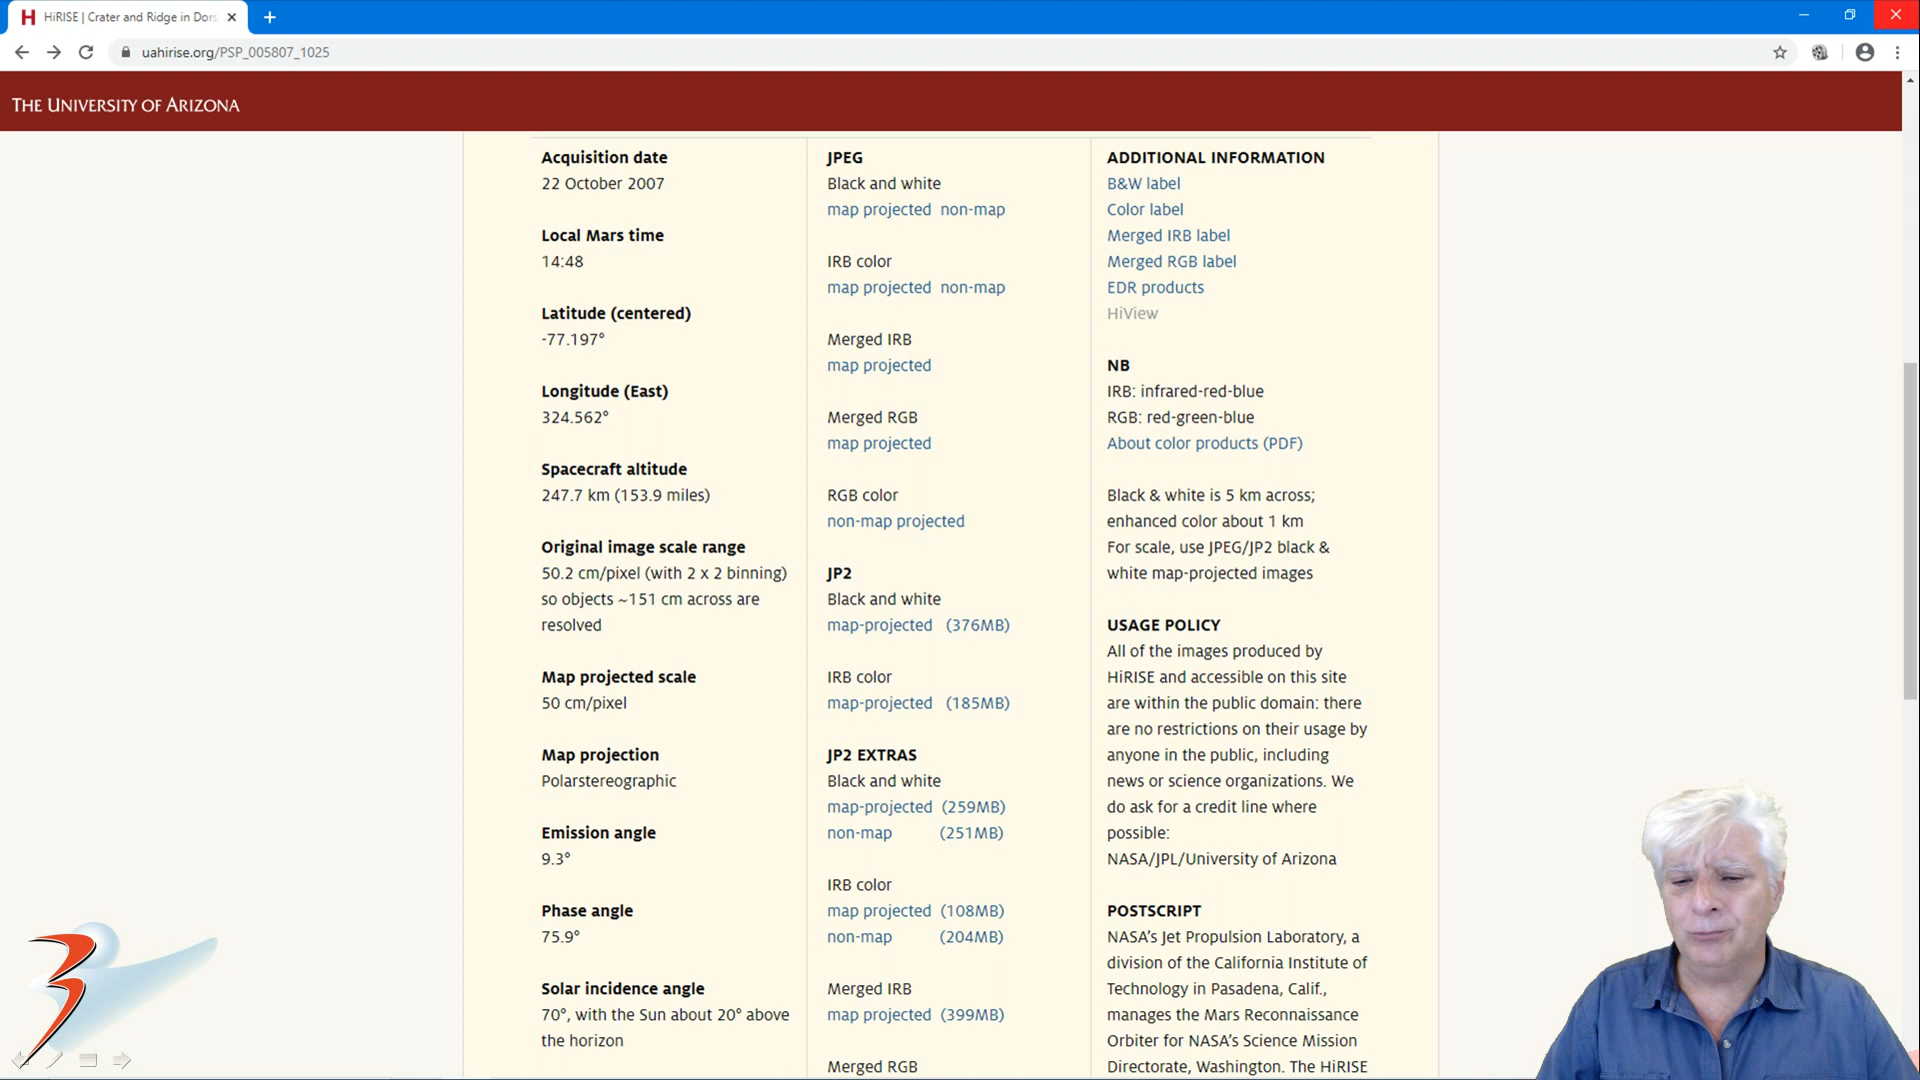 HiRISE | Crater and Ridge in Dors
uahirise.org/PSP_005807_1025
THE UNIVERSITY OF ARIZONA
Acquisition date
22 October 2007
Local Mars time
14:48
Latitude (centered)
-77.197°
Longitude (East)
324.562°
Spacecraft altitude
247.7 km (153.9 miles)
Original image scale range
50.2 cm/pixel (with 2 x 2 binning)
so objects ~151 cm across are
resolved
Map projected scale
50 cm/pixel
Map projection
Polarstereographic
Emission angle
9.3°
Phase angle
75.9°
Solar incidence angle
70°, with the Sun about 20° above
the horizon
JPEG
Black and white
map projected non-map
IRB color
map projected non-map
Merged IRB
map projected
Merged RGB
map projected
RGB color
non-map projected
JP2
Black and white
map-projected (376MB)
IRB color
map-projected (185MB)
JP2 EXTRAS
Black and white
map-projected (259MB)
non-map (251MB)
IRB color
map projected (108MB)
non-map (204MB)
Merged IRB
map projected (399MB)
Merged RGB
ADDITIONAL INFORMATION
B&W label
Color label
Merged IRB label
Merged RGB label
EDR products
HiView
NB
IRB: infrared-red-blue
RGB: red-green-blue
About color products (PDF)
Black & white is 5 km across;
enhanced color about 1 km
For scale, use JPEG/JP2 black &
white map-projected images
USAGE POLICY
All of the images produced by
HiRISE and accessible on this site
are within the public domain: there
are no restrictions on their usage by
anyone in the public, including
news or science organizations. We
do ask for a credit line where
possible:
NASA/JPL/University of Arizona
POSTSCRIPT
NASA's Jet Propulsion Laboratory, a
division of the California Institute of
Technology in Pasadena, Calif.,
manages the Mars Reconnaissance
Orbiter for NASA's Science Mission
Directorate, Washington. The HiRISE